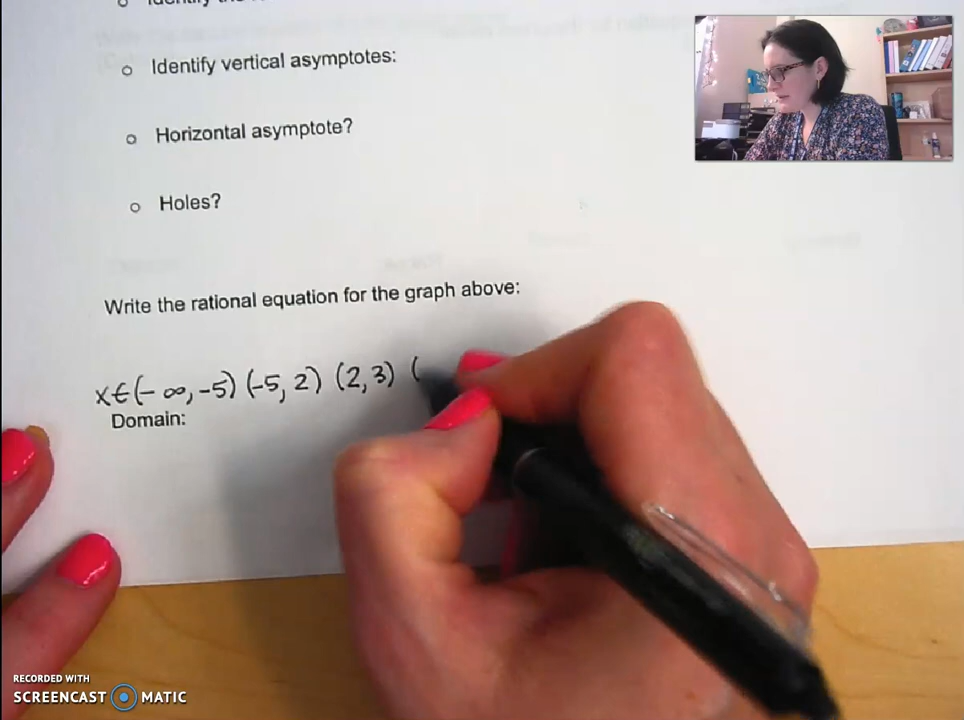 o Identify vertical asymptotes:
o Horizontal asymptote?
o Holes?
Write the rational equation for the graph above:
x∈(-∞,-5) (-5, 2) (2,3) (
Domain:
RECORDED WITH
SCREENCAST MATIC